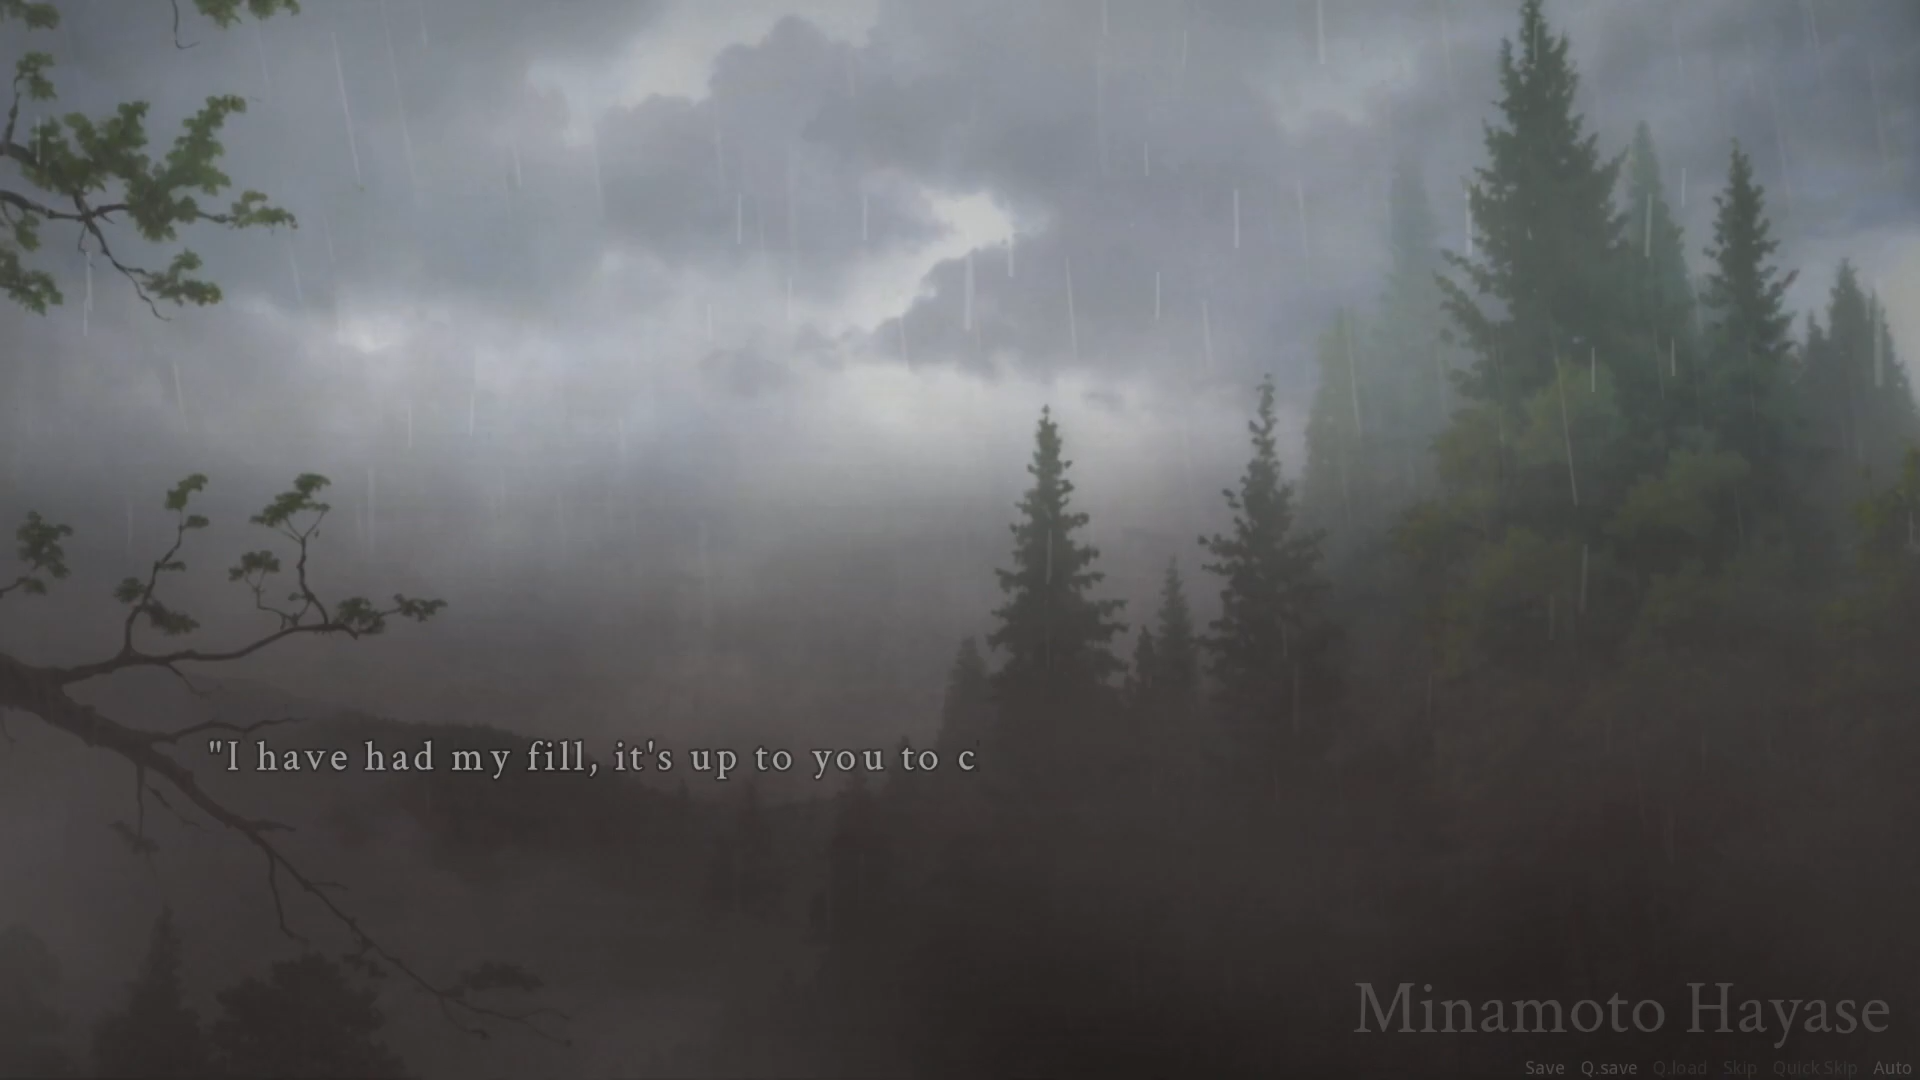 "I have had my fill, it's up to you to c
Minamoto Hayase
Save Q.save Q.load Skip Quick Skip Auto